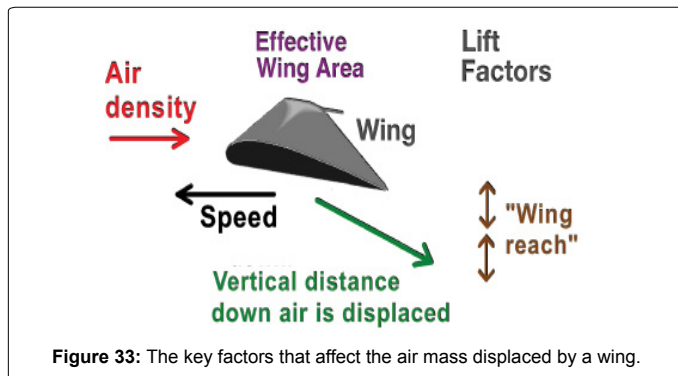 Effective
Wing Area
Lift
Factors
Air
density
Wing
Speed
"Wing
reach"
Vertical distance
down air is displaced
Figure 33: The key factors that affect the air mass displaced by a wing.